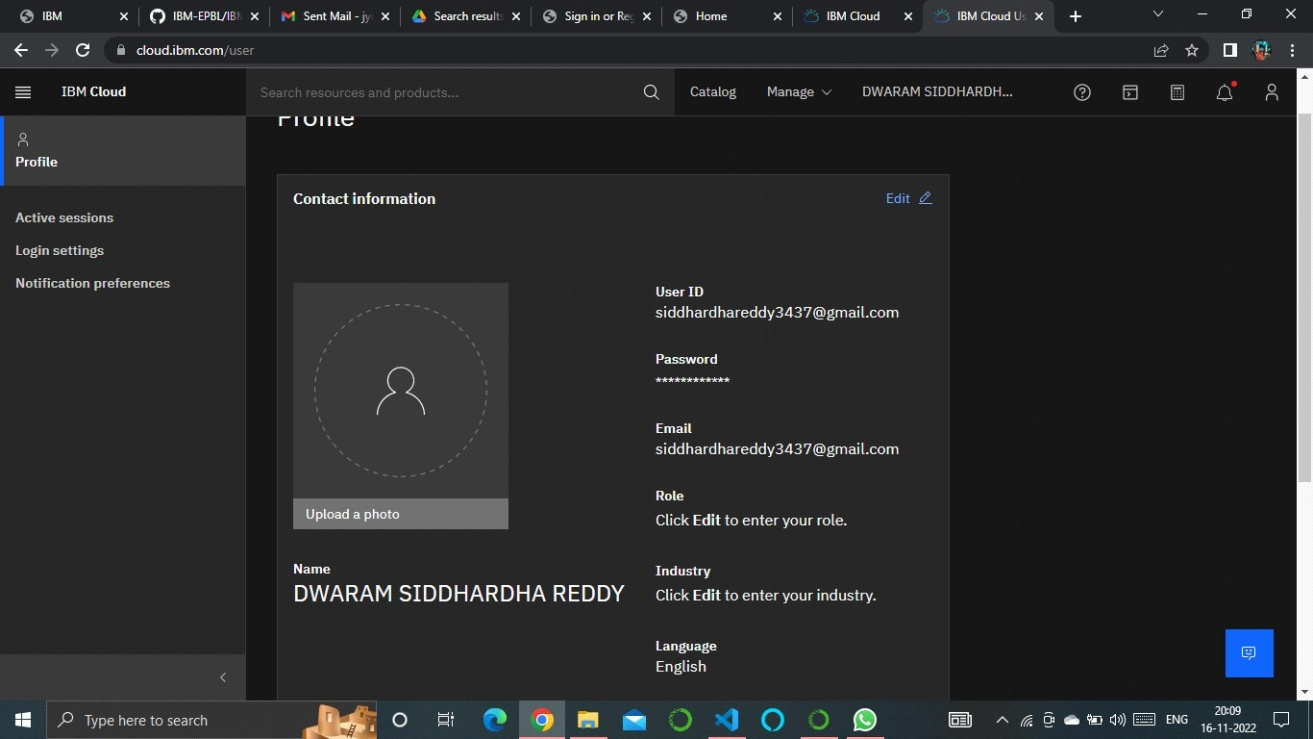 IBM
IBM-EPBL/IBM
Sent Mail - jy
Search results
Sign in or Reg
Home
IBM Cloud
IBM Cloud Us
cloud.ibm.com/user
IBM Cloud
Search resources and products...
Catalog
Manage
DWARAM SIDDHARDH...
Profile
Profile
Active sessions
Login settings
Notification preferences
Contact information
Edit
Upload a photo
Name
DWARAM SIDDHARDHA REDDY
User ID
siddhardhareddy3437@gmail.com
Password
************
Email
siddhardhareddy3437@gmail.com
Role
Click Edit to enter your role.
Industry
Click Edit to enter your industry.
Language
English
Type here to search
ENG
20:09
16-11-2022